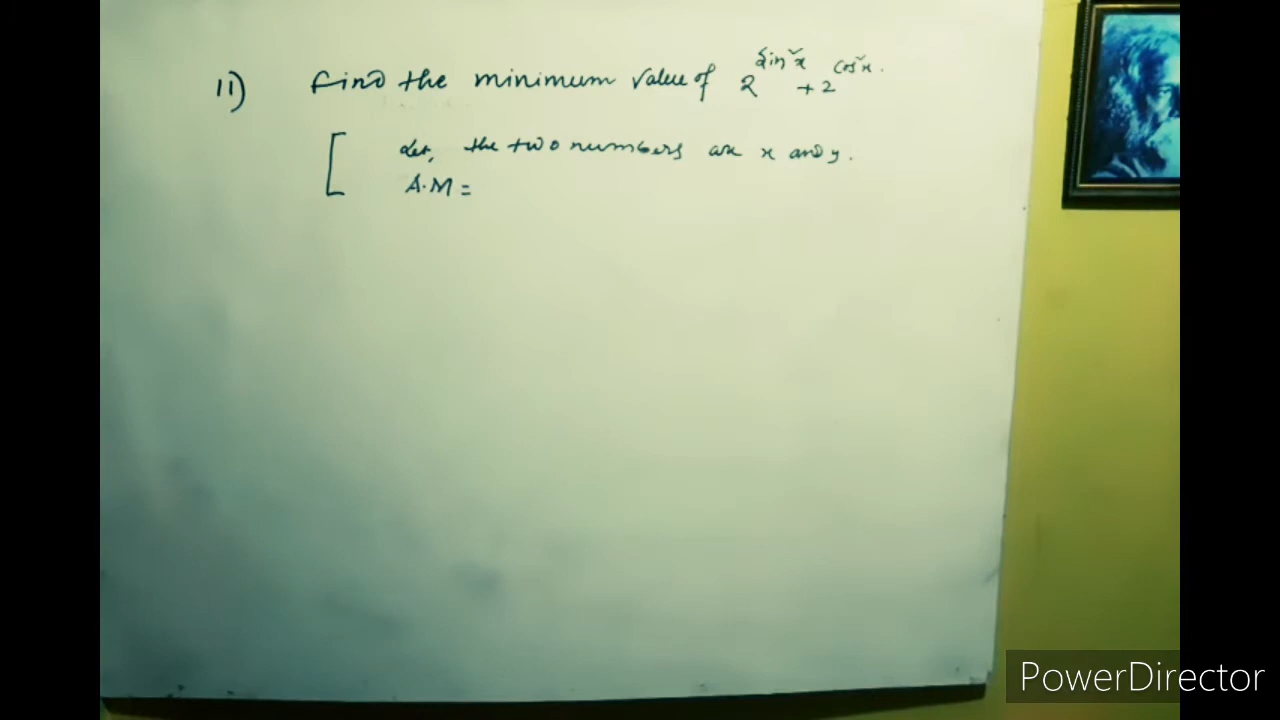 11) Find the minimum value of 2^sin²x + 2^cos²x.
Let, the two numbers are x and y.
A.M =
PowerDirector